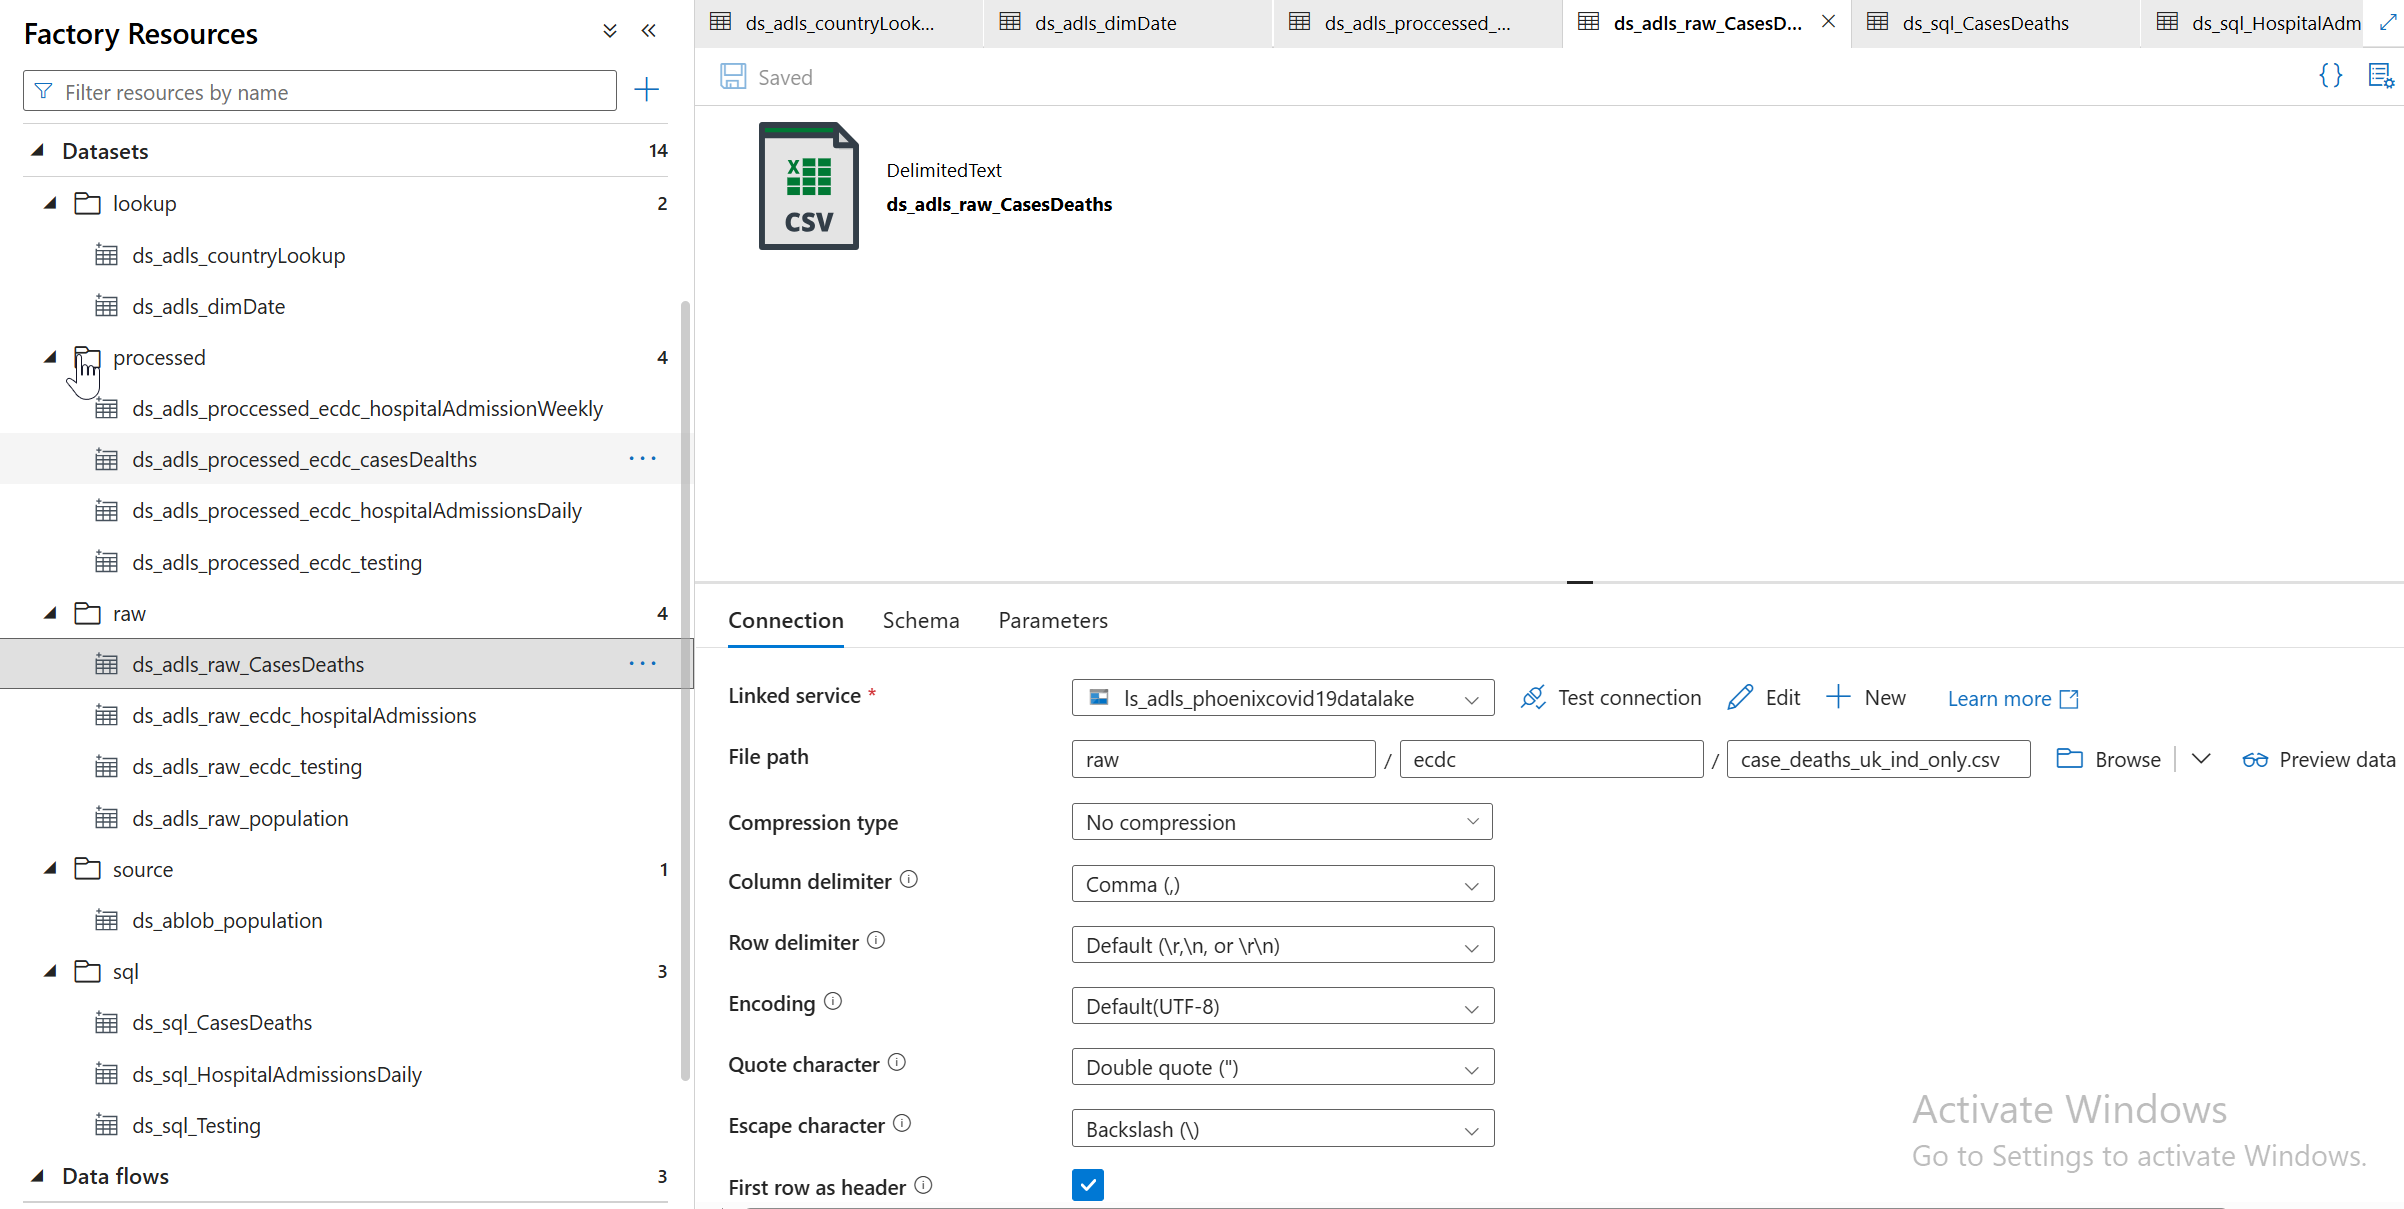 Factory Resources
Filter resources by name
Datasets 14
lookup 2
ds_adls_countryLookup
ds_adls_dimDate
processed 4
ds_adls_proccessed_ecdc_hospitalAdmissionWeekly
ds_adls_processed_ecdc_casesDealths
ds_adls_processed_ecdc_hospitalAdmissionsDaily
ds_adls_processed_ecdc_testing
raw 4
ds_adls_raw_CasesDeaths
ds_adls_raw_ecdc_hospitalAdmissions
ds_adls_raw_ecdc_testing
ds_adls_raw_population
source 1
ds_ablob_population
sql 3
ds_sql_CasesDeaths
ds_sql_HospitalAdmissionsDaily
ds_sql_Testing
Data flows 3
ds_adls_countryLook... ds_adls_dimDate ds_adls_proccessed_... ds_adls_raw_CasesD... ds_sql_CasesDeaths ds_sql_HospitalAdm
Saved {}
X
CSV
DelimitedText
ds_adls_raw_CasesDeaths
Connection Schema Parameters
Linked service * ls_adls_phoenixcovid19datalake Test connection Edit New Learn more
File path raw / ecdc / case_deaths_uk_ind_only.csv Browse Preview data
Compression type No compression
Column delimiter Comma (,)
Row delimiter Default (\r,\n, or \r\n)
Encoding Default(UTF-8)
Quote character Double quote (")
Escape character Backslash (\)
First row as header
Activate Windows
Go to Settings to activate Windows.